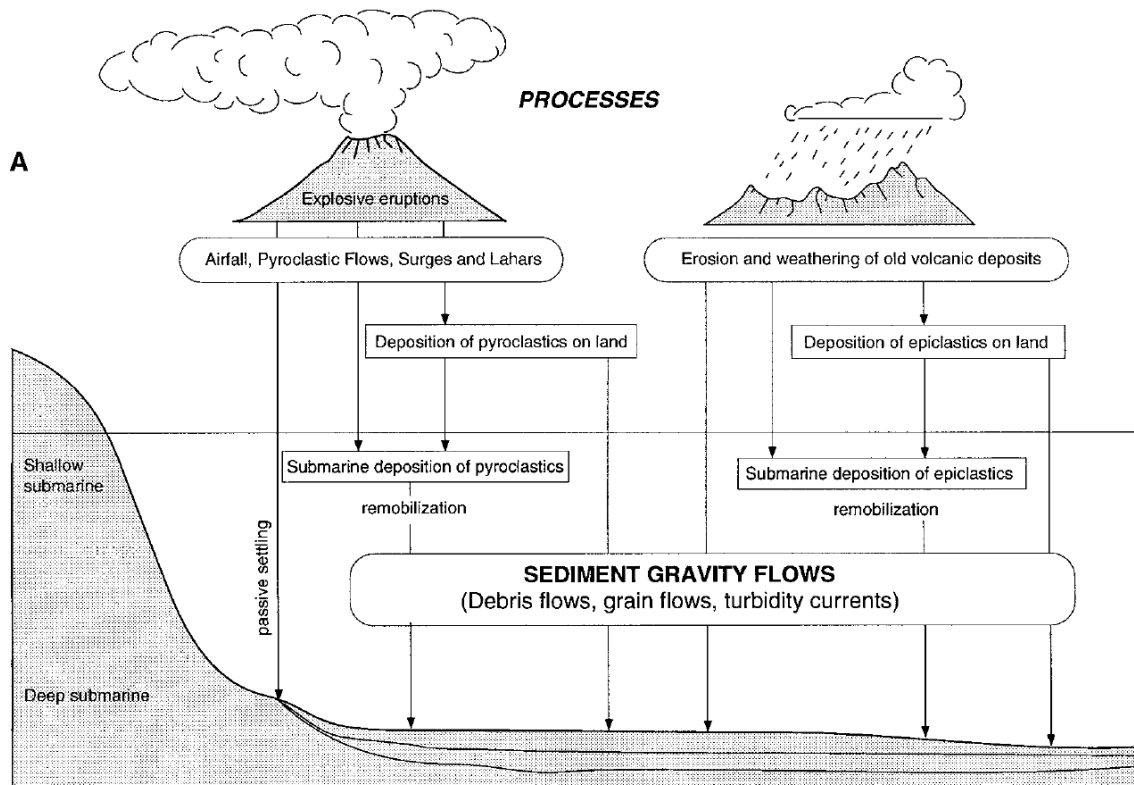 PROCESSES
A
Explosive eruptions
Airfall, Pyroclastic Flows, Surges and Lahars
Erosion and weathering of old volcanic deposits
Deposition of pyroclastics on land
Deposition of epiclastics on land
Shallow
submarine
Submarine deposition of pyroclastics
Submarine deposition of epiclastics
remobilization
remobilization
passive settling
SEDIMENT GRAVITY FLOWS
(Debris flows, grain flows, turbidity currents)
Deep submarine